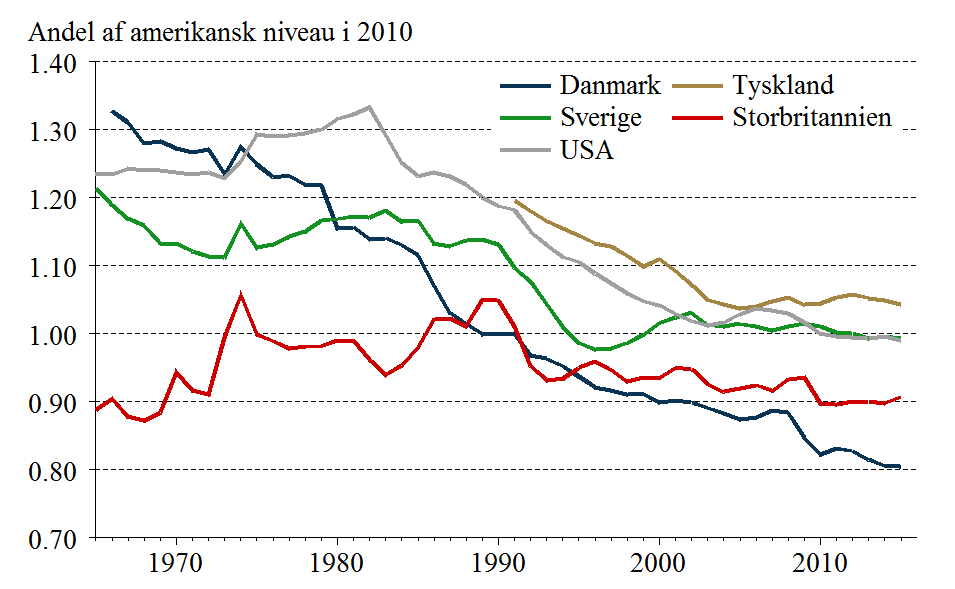 Andel af amerikansk niveau i 2010
1.40
Danmark Tyskland
Sverige Storbritannien
1.30
USA
1.20
1.10
1.00
0.90
0.80
0.70
1970 1980 1990 2000 2010